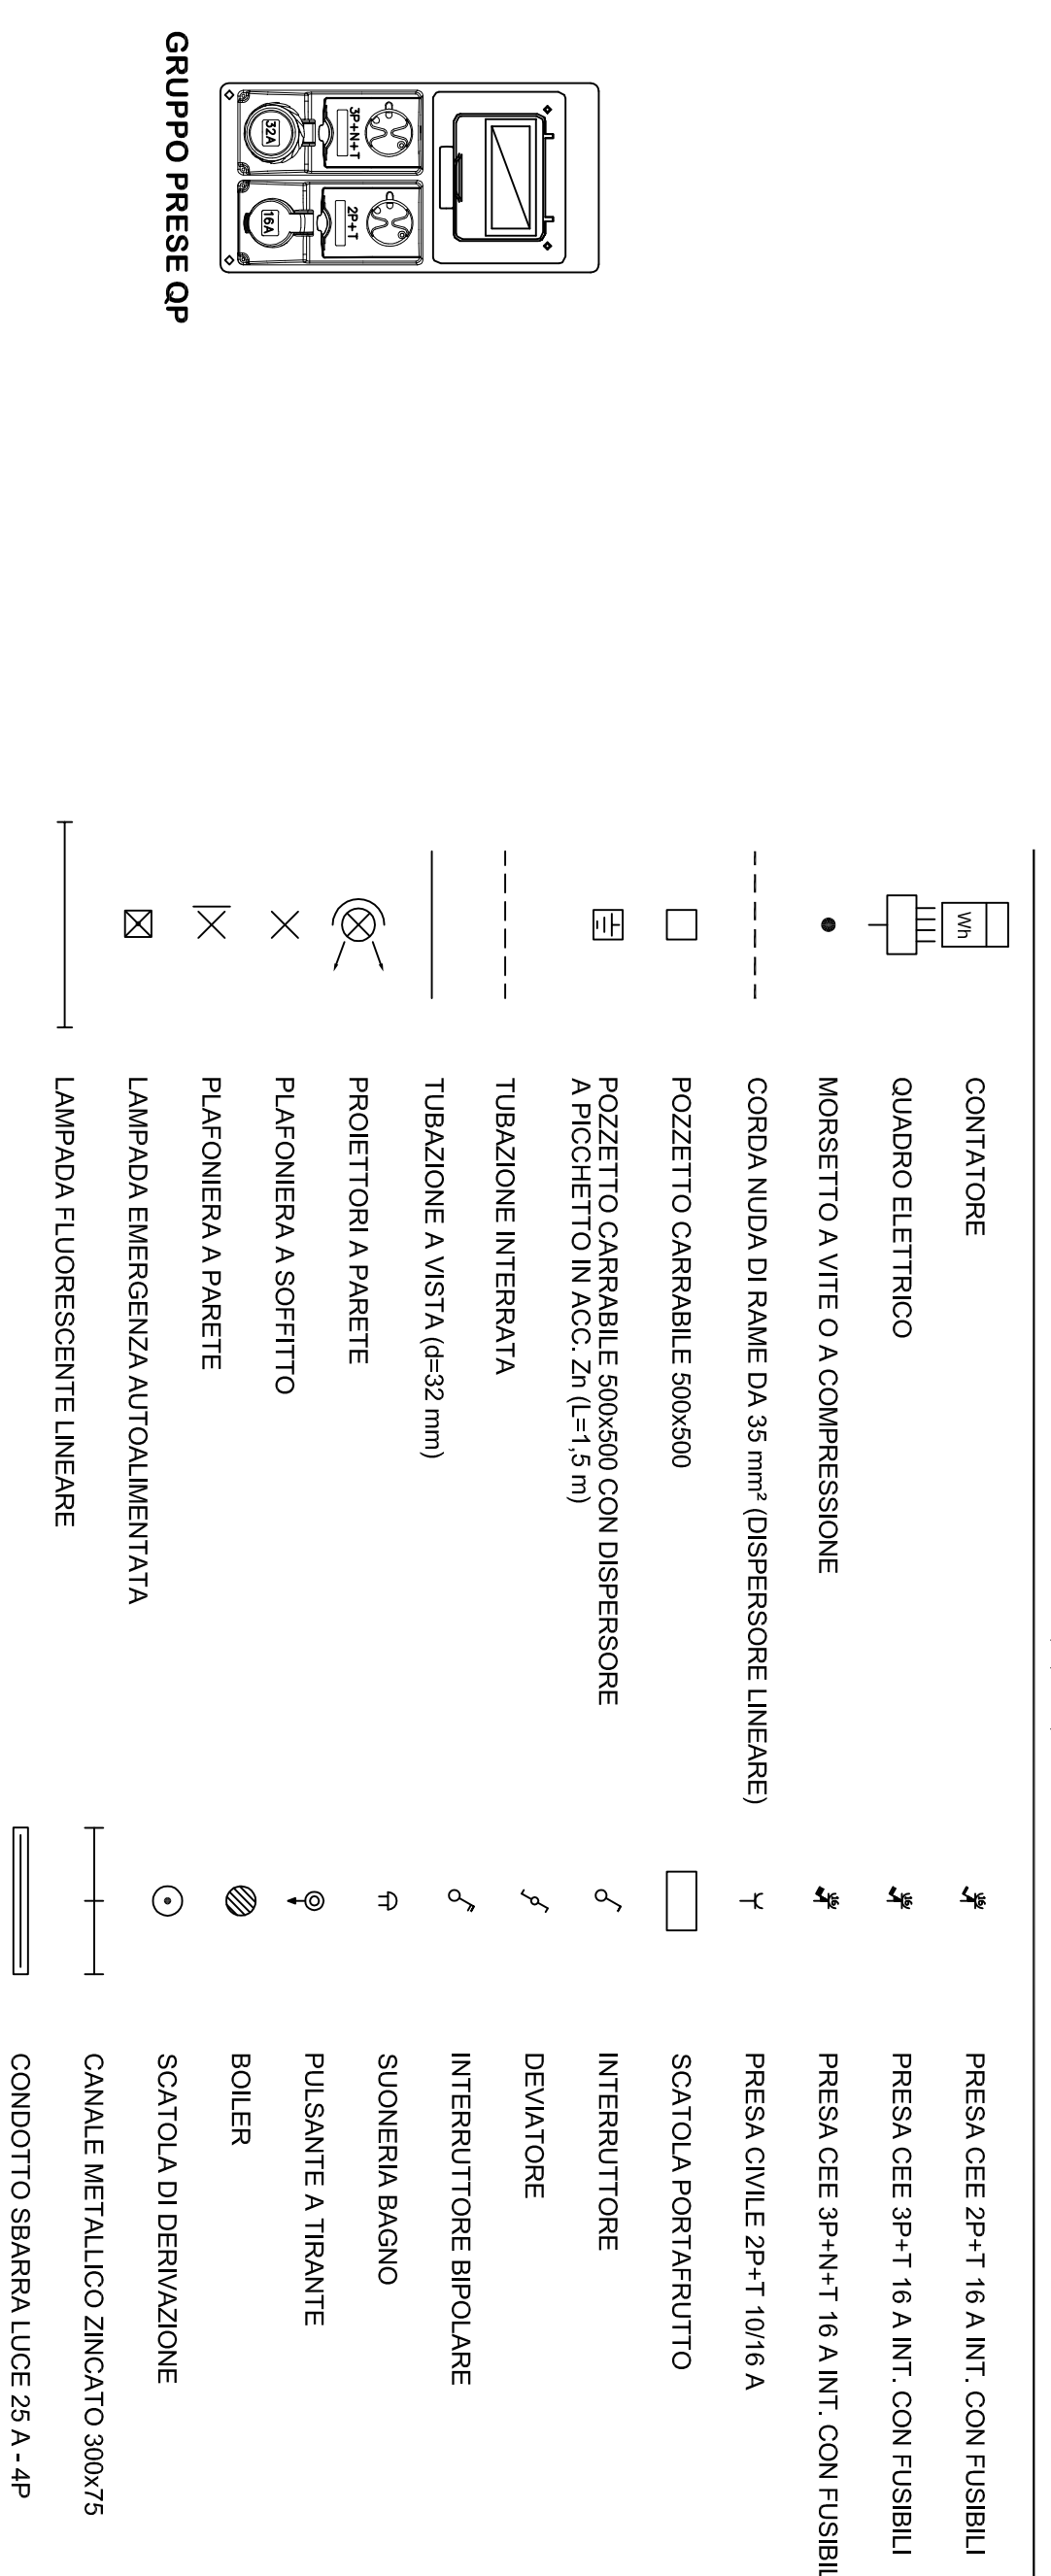 CONTATORE
Wh
QUADRO ELETTRICO
MORSETTO A VITE O A COMPRESSIONE
CORDA NUDA DI RAME DA 35 mm² (DISPERSORE LINEARE)
POZZETTO CARRABILE 500x500
POZZETTO CARRABILE 500x500 CON DISPERSORE
A PICCHETTO IN ACC. Zn (L=1,5 m)
TUBAZIONE INTERRATA
TUBAZIONE A VISTA (d=32 mm)
PROIETTORI A PARETE
PLAFONIERA A SOFFITTO
PLAFONIERA A PARETE
LAMPADA EMERGENZA AUTOALIMENTATA
LAMPADA FLUORESCENTE LINEARE
16
PRESA CEE 2P+T 16 A INT. CON FUSIBILI
16
PRESA CEE 3P+T 16 A INT. CON FUSIBILI
16
PRESA CEE 3P+N+T 16 A INT. CON FUSIBIL
PRESA CIVILE 2P+T 10/16 A
SCATOLA PORTAFRUTTO
INTERRUTTORE
DEVIATORE
INTERRUTTORE BIPOLARE
SUONERIA BAGNO
PULSANTE A TIRANTE
BOILER
SCATOLA DI DERIVAZIONE
CANALE METALLICO ZINCATO 300x75
CONDOTTO SBARRA LUCE 25 A - 4P
3P+N+T
2P+T
32A
16A
GRUPPO PRESE QP